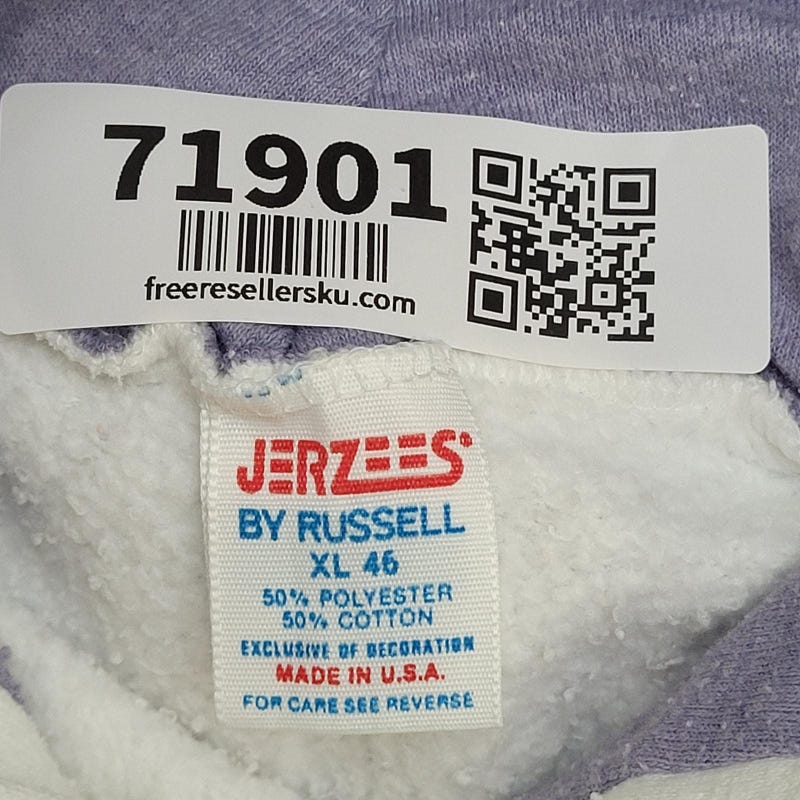 71901
freeresellersku.com
JERZEES®
BY RUSSELL
XL 46
50% POLYESTER
50% COTTON
EXCLUSIVE OF DECORATION
MADE IN U.S.A.
FOR CARE SEE REVERSE